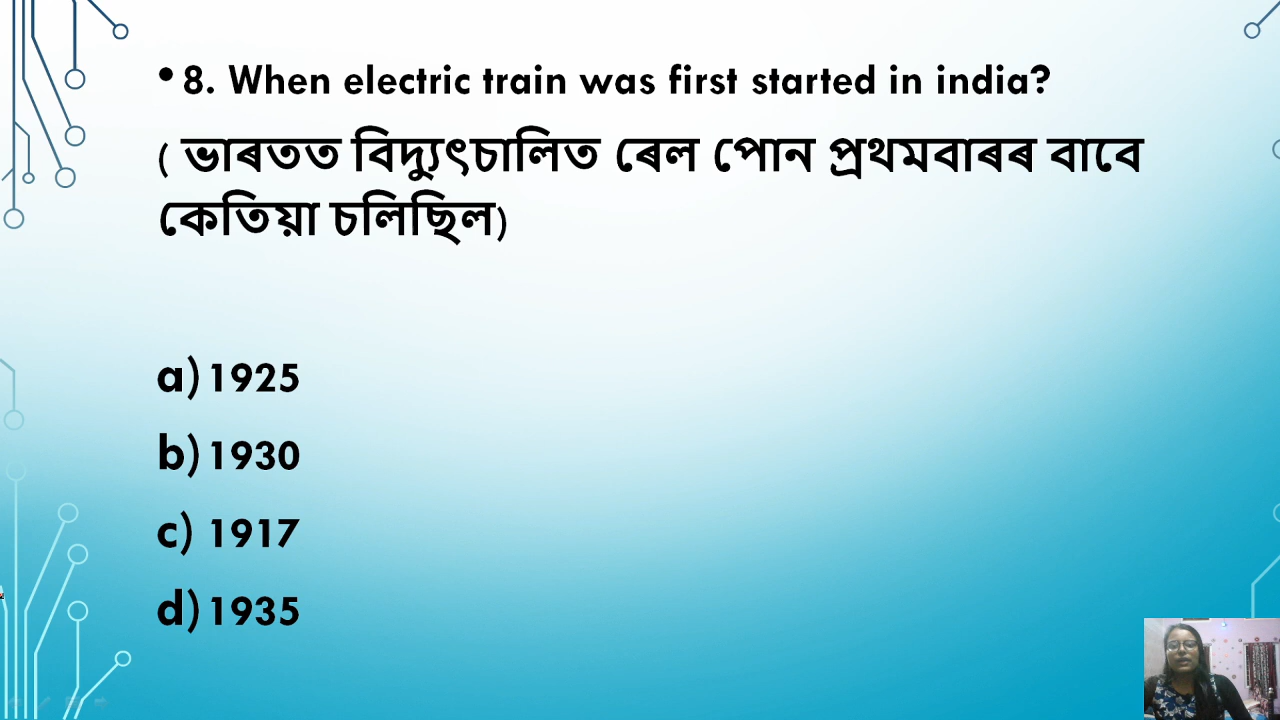 • 8. When electric train was first started in india?
( ভাৰতত বিদ্যুৎচালিত ৰেল পোন প্ৰথমবাৰৰ বাবে
কেতিয়া চলিছিল)
a) 1925
b) 1930
c) 1917
d) 1935